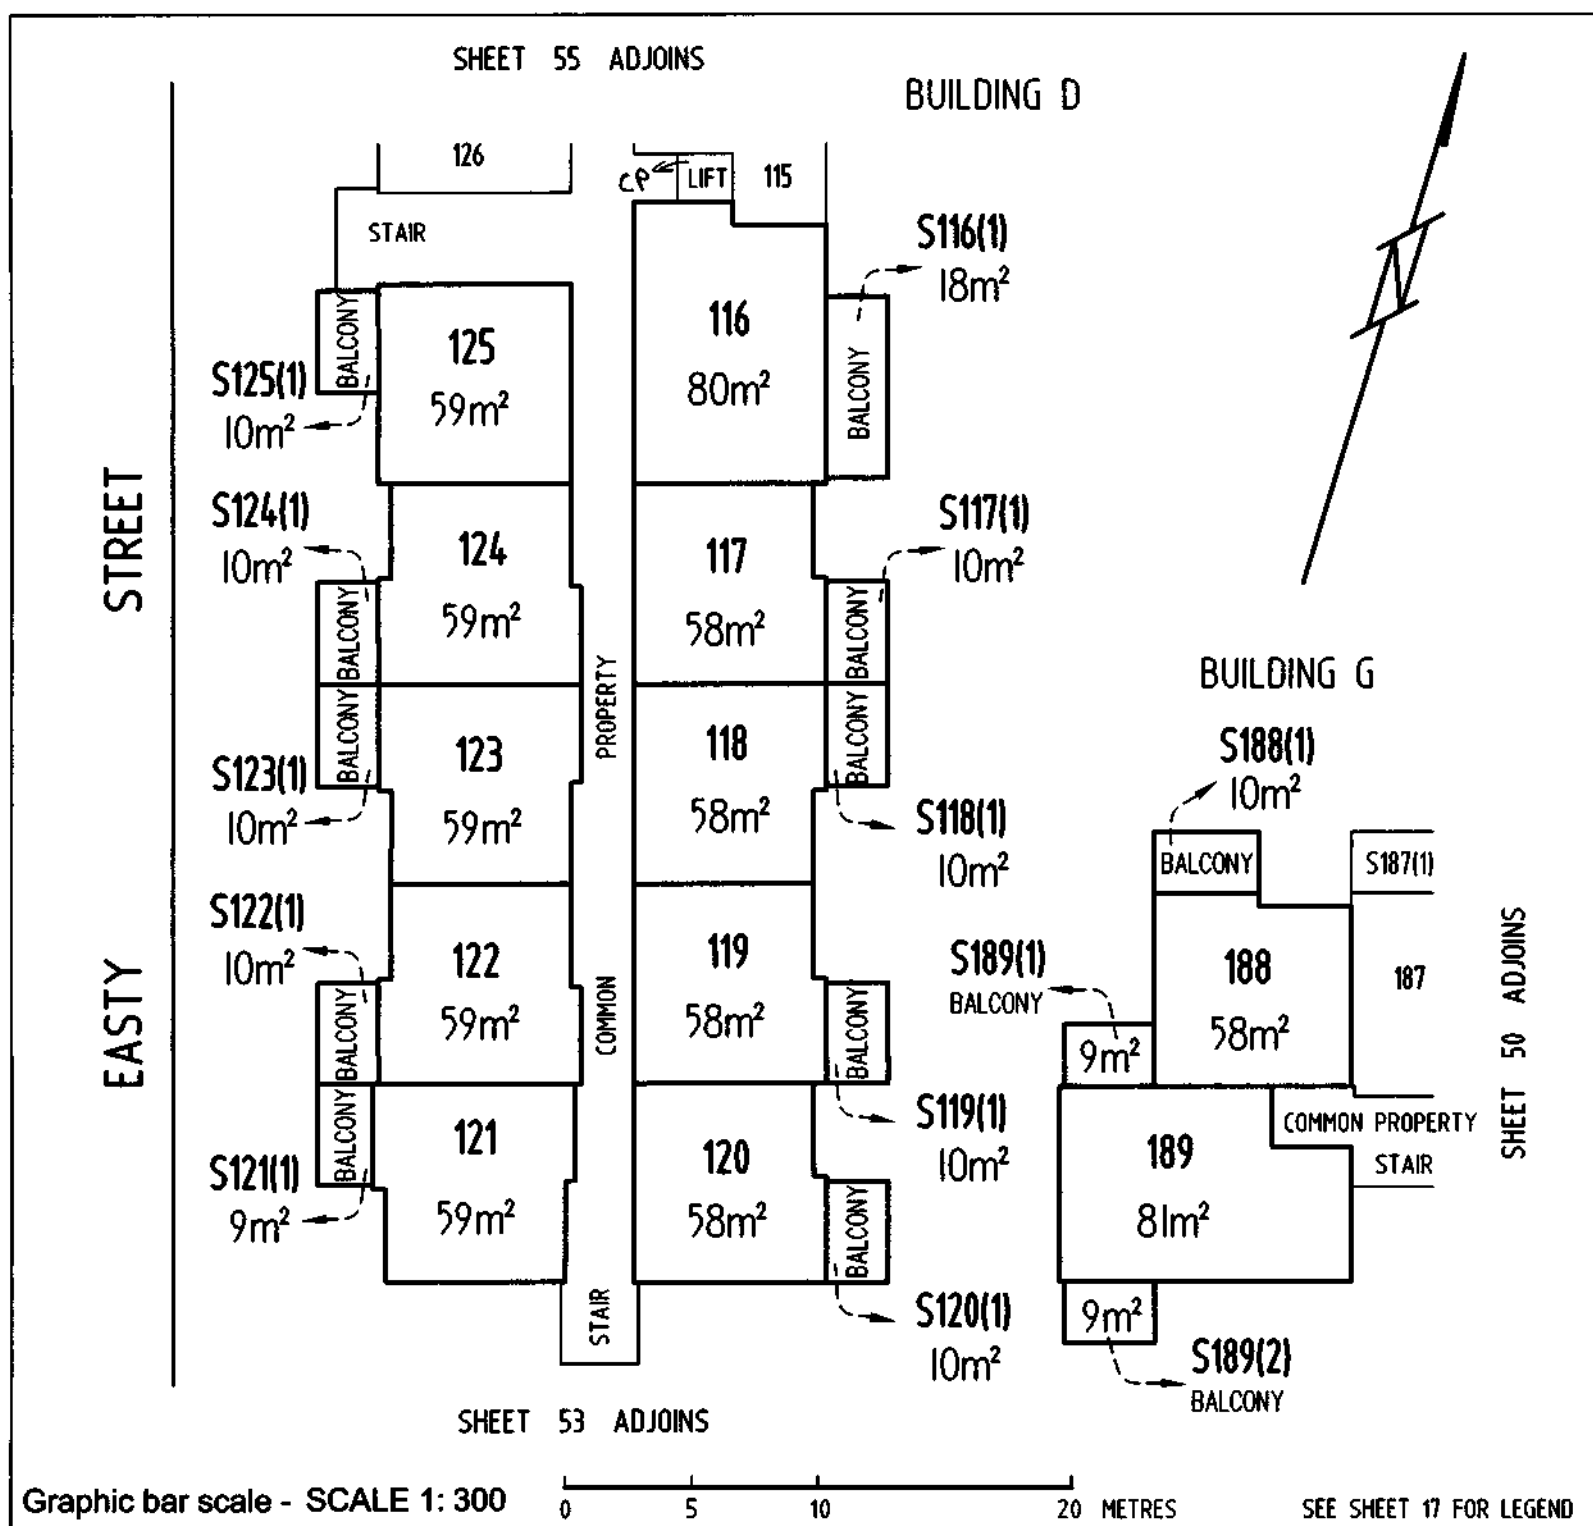 SHEET 55 ADJOINS
BUILDING D
126
CP
LIFT
115
STAIR
S116(1)
18m²
BALCONY
125
59m²
S125(1)
10m²
116
80m²
BALCONY
STREET
S124(1)
10m²
BALCONY
124
59m²
117
58m²
BALCONY
S117(1)
10m²
PROPERTY
BUILDING G
S123(1)
10m²
BALCONY
123
59m²
118
58m²
BALCONY
S118(1)
10m²
S188(1)
10m²
BALCONY
S187(1)
EASTY
S122(1)
10m²
BALCONY
122
59m²
COMMON
119
58m²
BALCONY
S119(1)
10m²
S189(1)
BALCONY
9m²
188
58m²
187
SHEET 50 ADJOINS
S121(1)
9m²
BALCONY
121
59m²
120
58m²
BALCONY
S120(1)
10m²
189
81m²
COMMON PROPERTY
STAIR
STAIR
9m²
S189(2)
BALCONY
SHEET 53 ADJOINS
Graphic bar scale - SCALE 1: 300
0 5 10 20 METRES
SEE SHEET 17 FOR LEGEND